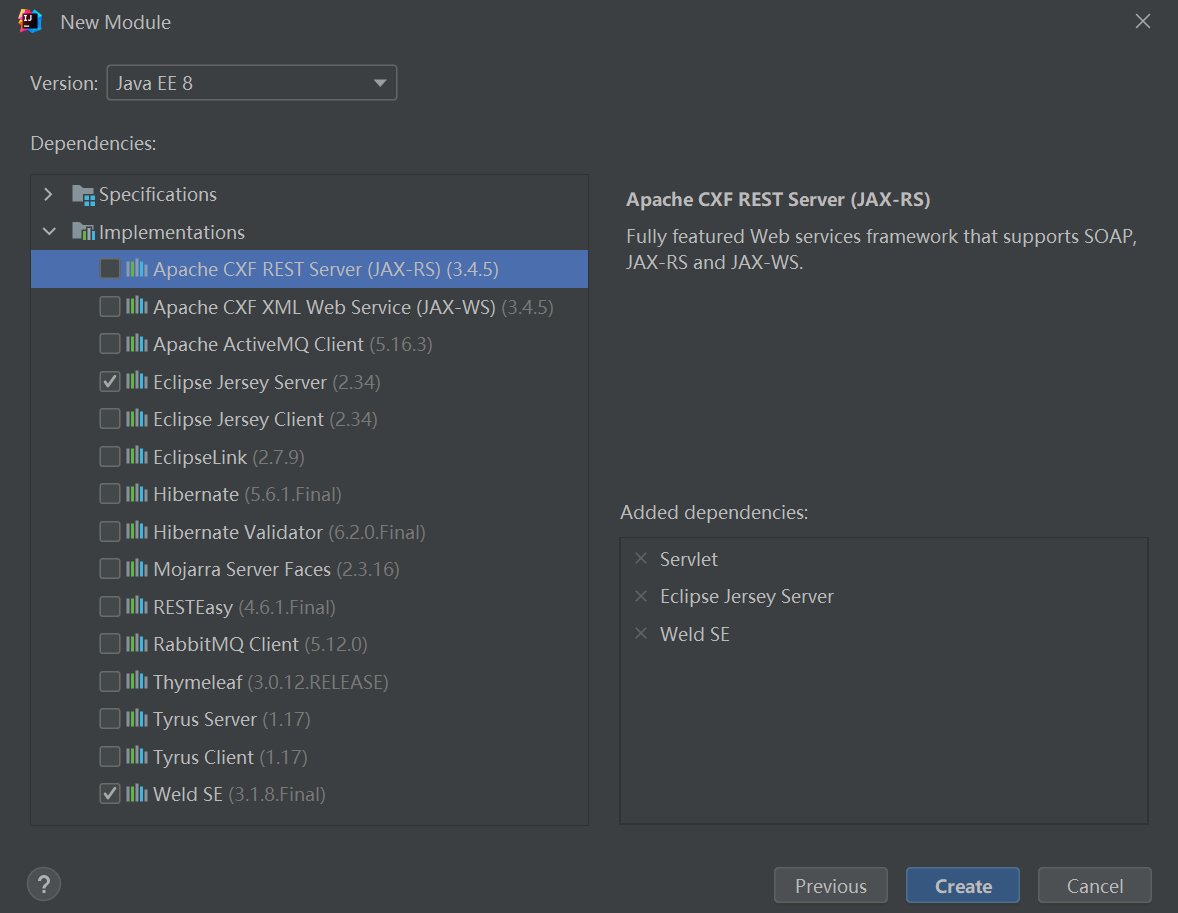 New Module
Version: Java EE 8
Dependencies:
Specifications
Implementations
Apache CXF REST Server (JAX-RS) (3.4.5)
Apache CXF XML Web Service (JAX-WS) (3.4.5)
Apache ActiveMQ Client (5.16.3)
Eclipse Jersey Server (2.34)
Eclipse Jersey Client (2.34)
EclipseLink (2.7.9)
Hibernate (5.6.1.Final)
Hibernate Validator (6.2.0.Final)
Mojarra Server Faces (2.3.16)
RESTEasy (4.6.1.Final)
RabbitMQ Client (5.12.0)
Thymeleaf (3.0.12.RELEASE)
Tyrus Server (1.17)
Tyrus Client (1.17)
Weld SE (3.1.8.Final)
Apache CXF REST Server (JAX-RS)
Fully featured Web services framework that supports SOAP,
JAX-RS and JAX-WS.
Added dependencies:
Servlet
Eclipse Jersey Server
Weld SE
? Previous Create Cancel